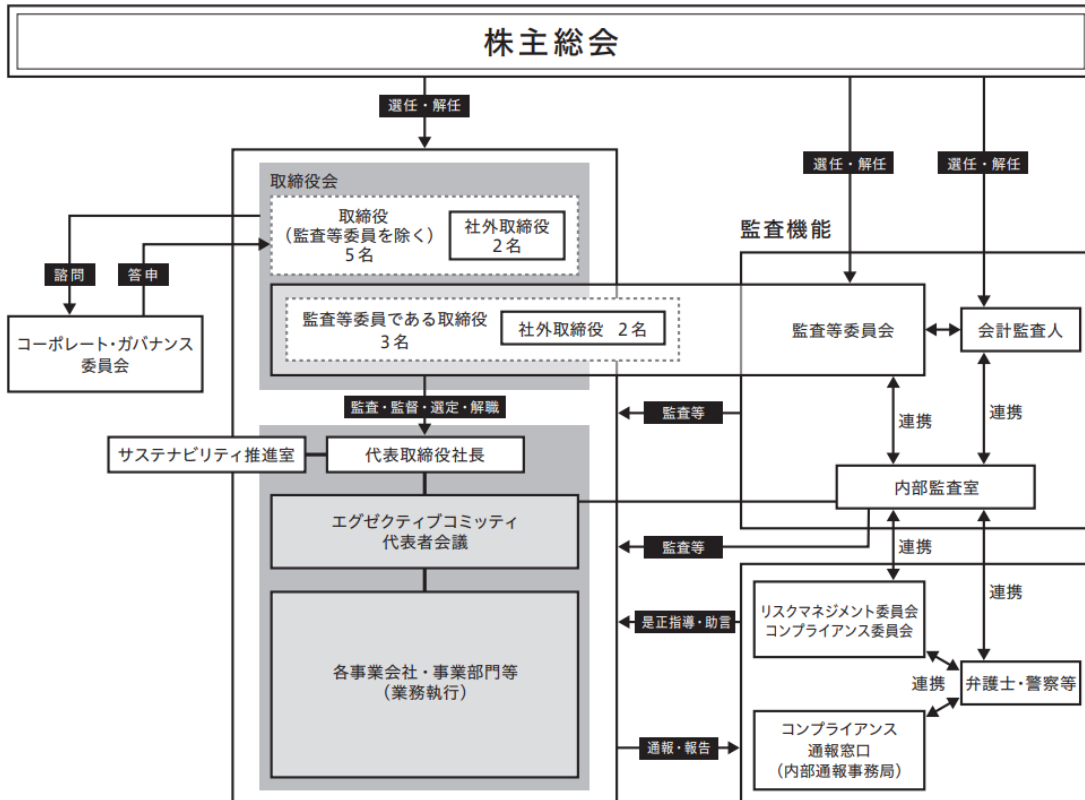 株主総会
選任・解任
選任・解任
選任・解任
取締役会
取締役
（監査等委員を除く）
5名
社外取締役
2名
監査機能
諮問
答申
コーポレート・ガバナンス
委員会
監査等委員である取締役
3名
社外取締役 2名
監査等委員会
会計監査人
監査・監督・選定・解職
監査等
連携
連携
サステナビリティ推進室
代表取締役社長
内部監査室
エグゼクティブコミッティ
代表者会議
監査等
連携
連携
リスクマネジメント委員会
コンプライアンス委員会
是正指導・助言
各事業会社・事業部門等
（業務執行）
連携
弁護士・警察等
通報・報告
コンプライアンス
通報窓口
（内部通報事務局）